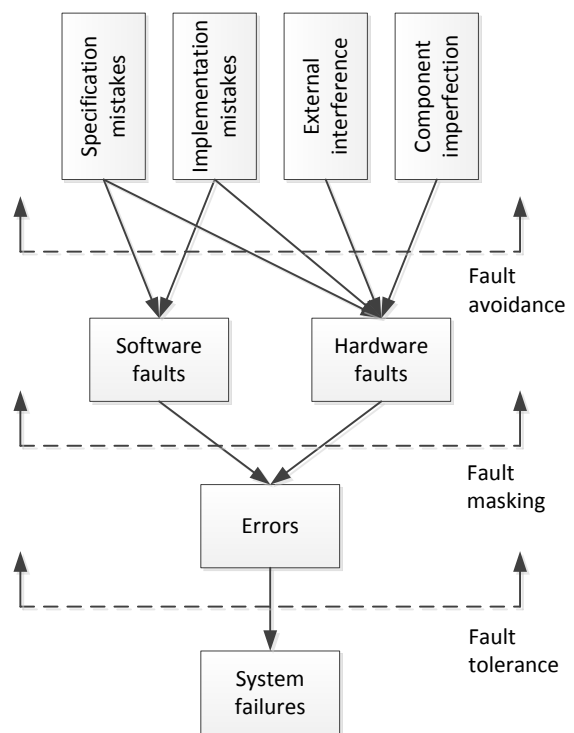 Specification
mistakes
Implementation
mistakes
External
interference
Component
imperfection
Fault
avoidance
Software
faults
Hardware
faults
Fault
masking
Errors
Fault
tolerance
System
failures